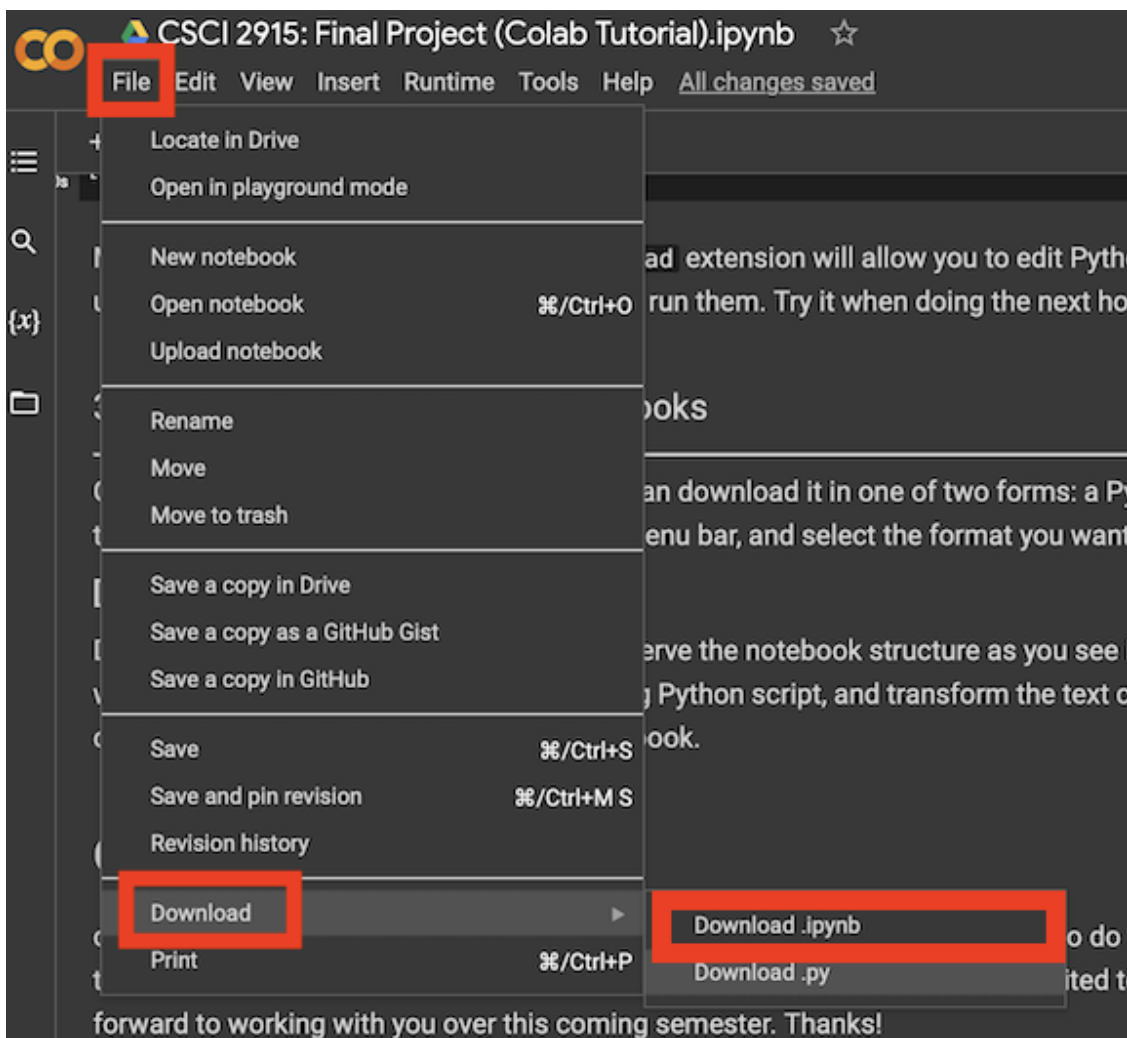 CSCI 2915: Final Project (Colab Tutorial).ipynb
File Edit View Insert Runtime Tools Help All changes saved
Locate in Drive
Open in playground mode
New notebook
ad extension will allow you to edit
Open notebook ⌘/Ctrl+O
run them. Try it when doing the next
{x}
Upload notebook
Rename
Move
an download it in one of two forms: a
Move to trash
enu bar, and select the format you want
Save a copy in Drive
Save a copy as a GitHub Gist
erve the notebook structure as you see
Save a copy in GitHub
Python script, and transform the text
Save ⌘/Ctrl+S
ook.
Save and pin revision ⌘/Ctrl+M S
Revision history
Download
Download .ipynb
o do
Print ⌘/Ctrl+P
Download .py
forward to working with you over this coming semester. Thanks!